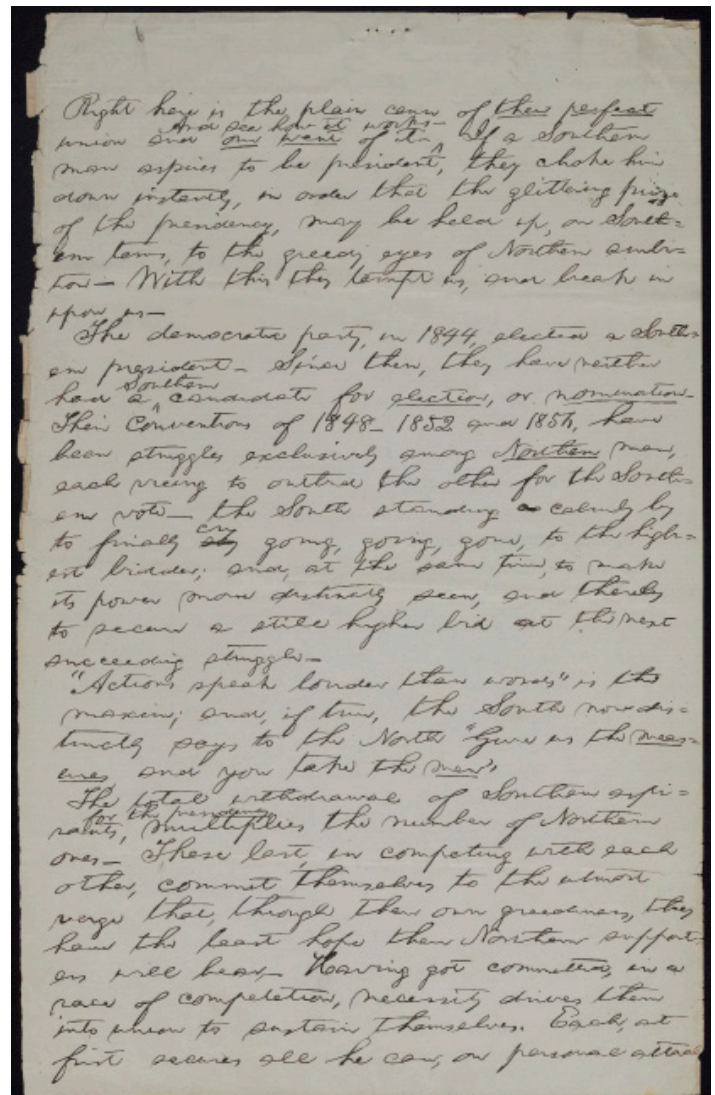 Right here is the plain cause of their perfect
And see how it works—
union and our want of it. If a Southern
man aspires to be president, they choke him
down instantly, in order that the glittering prize
of the presidency, may be held up, on South=
ern terms, to the greedy eyes of Northern ambi-
tion— With this they tempt us, and break in
upon us—
The democratic party, in 1844, elected a South=
ern president— Since then, they have neither
Southern
had a candidate for election, or nomination—
Their Conventions of 1848— 1852 and 1856, have
been struggles exclusively among Northern men,
each vieing to outbid the other for the South=
ern vote— the South standing calmly by
cry
to finally going, going, gone, to the high=
est bidder; and, at the same time, to make
its power more distinctly seen, and thereby
to secure a still higher bid at the next
succeeding struggle—
"Actions speak louder than words" is the
maxim; and, if true, the South now dis=
tinctly says to the North "Give us the meas=
ures, and you take the men"
The total withdrawal of Southern aspi=
for the presidency
rants, multiplies the number of Northern
ones— These last, in competing with each
other, commit themselves to the utmost
verge that, through their own greediness, they
have the least hope their Northern support=
ers will bear— Having got committed, in a
race of competetion, necessity drives them
into union to sustain themselves. Each, at
first secures all he can, on personal attac